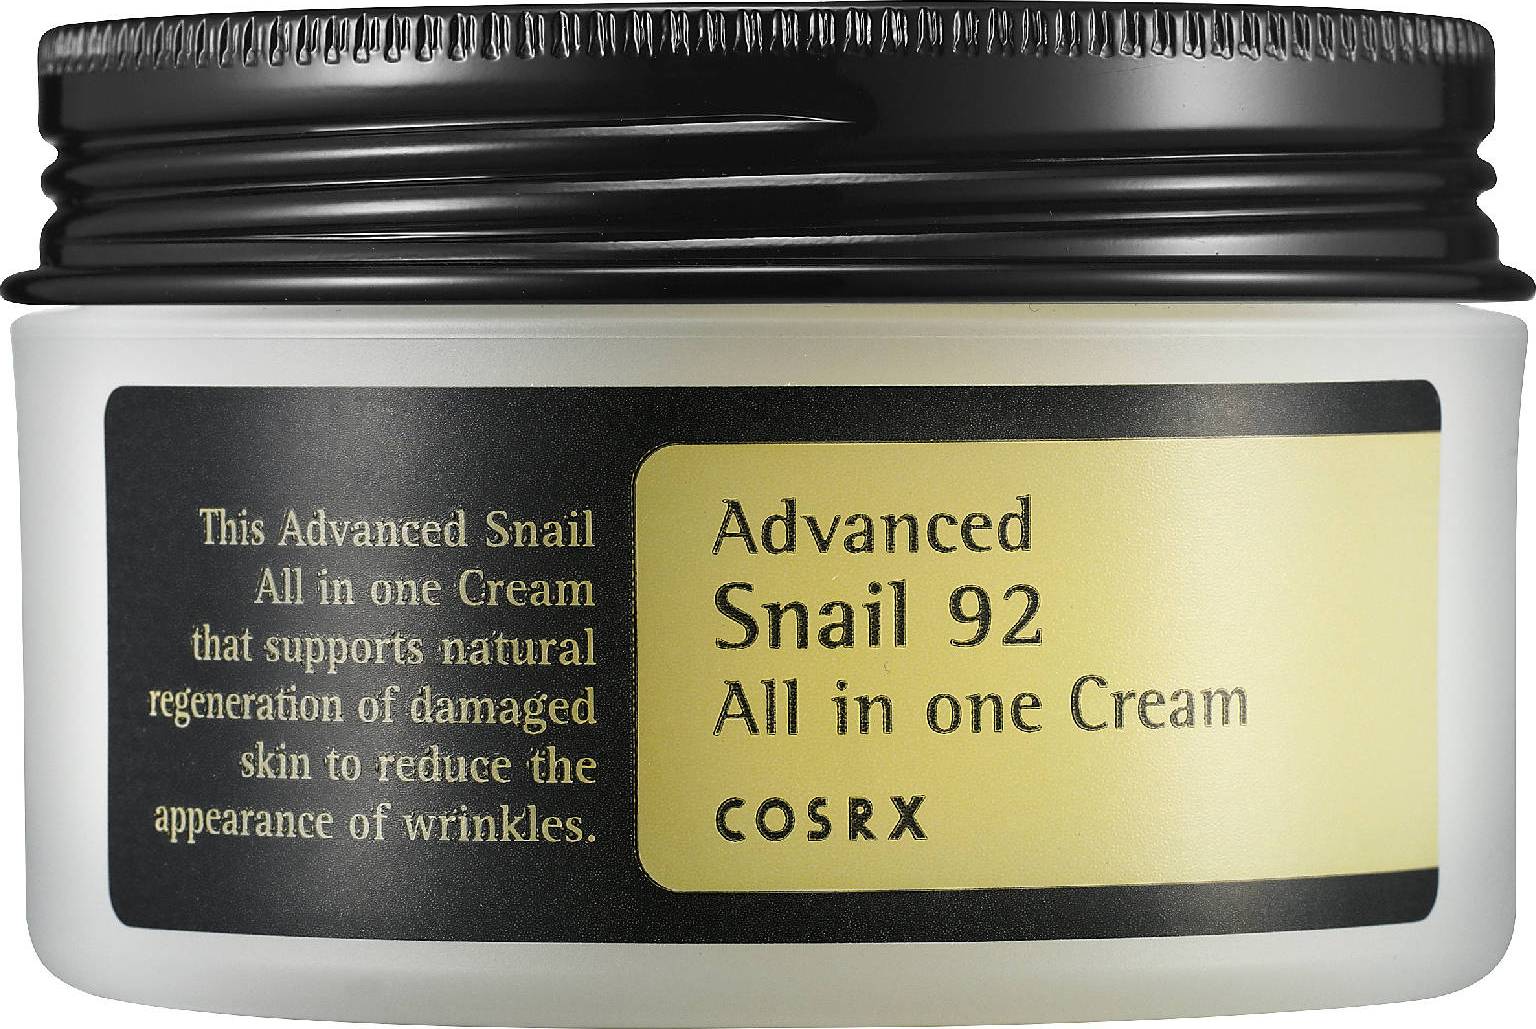 This Advanced Snail
All in one Cream
that supports natural
regeneration of damaged
skin to reduce the
appearance of wrinkles.
Advanced
Snail 92
All in one Cream
COSRX